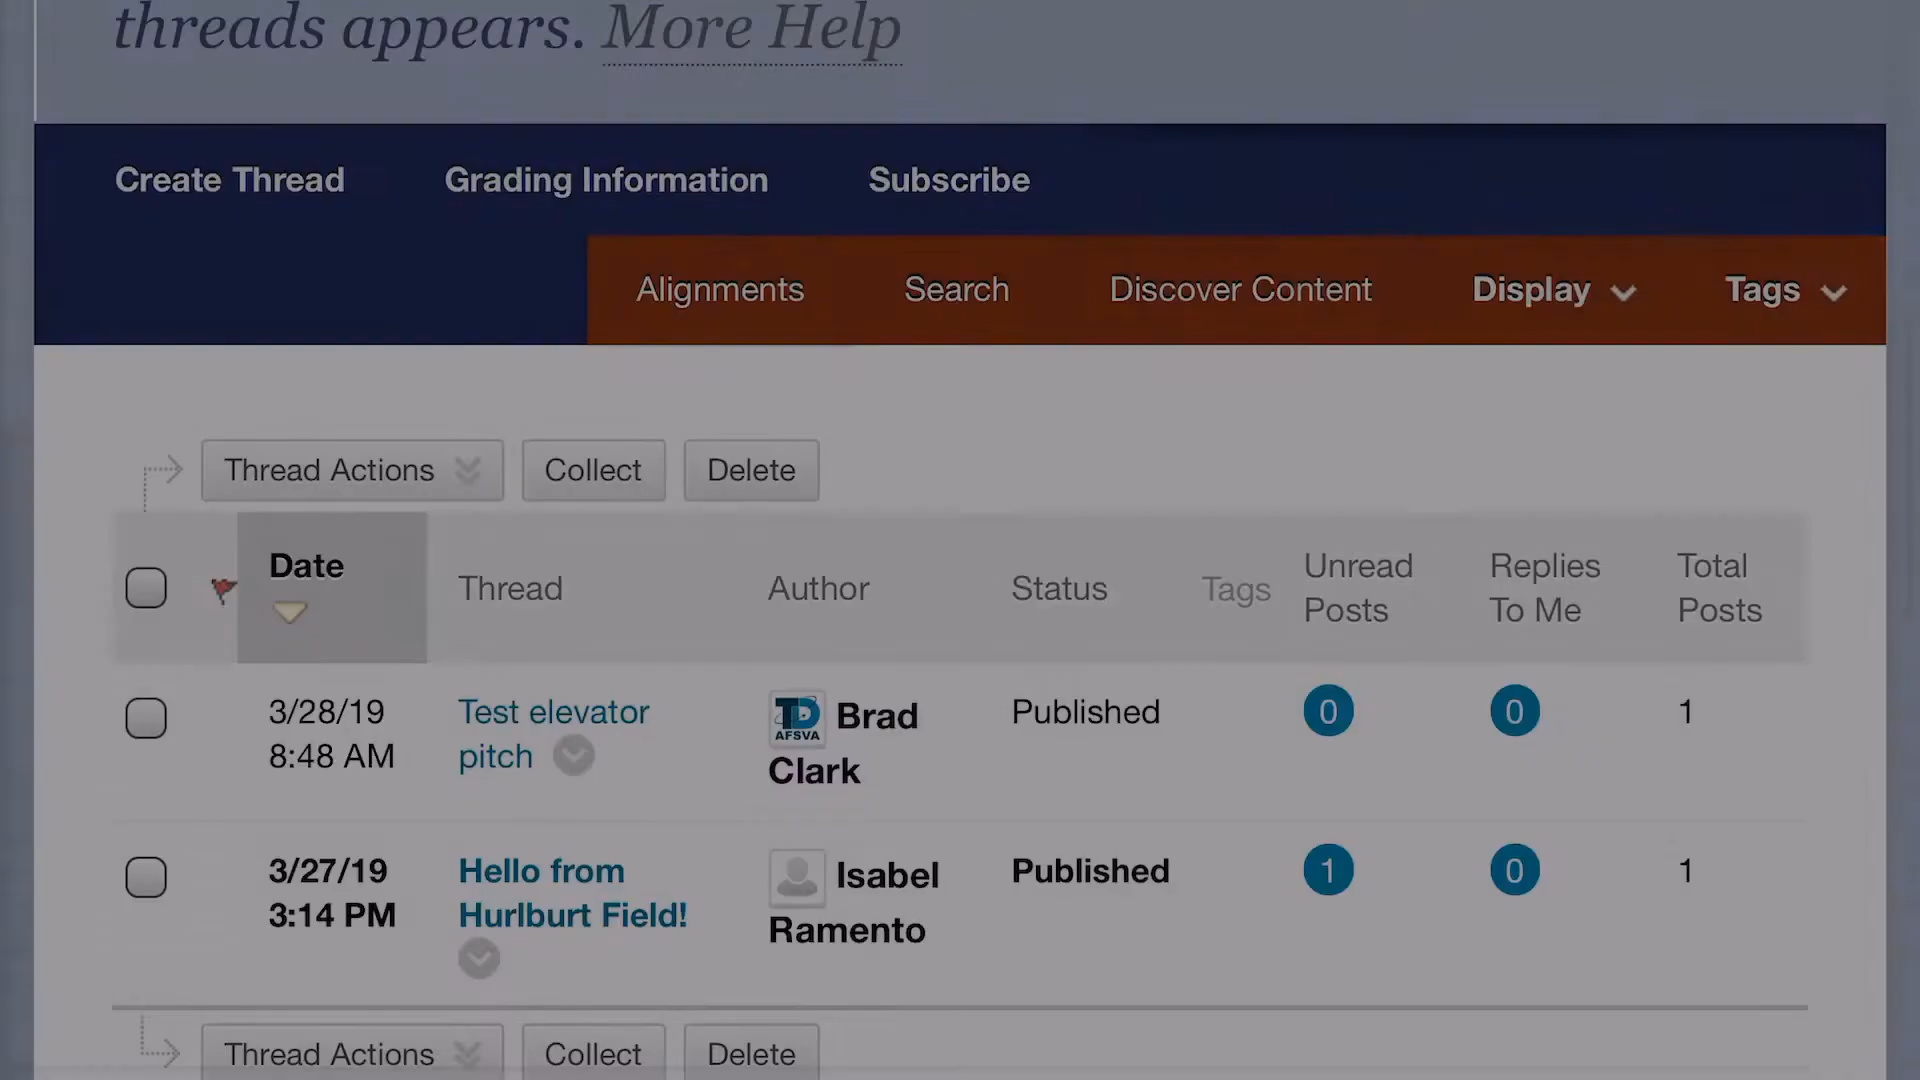 threads appears. More Help
Create Thread Grading Information Subscribe
Alignments Search Discover Content Display Tags
Thread Actions Collect Delete
Date Thread Author Status Tags Unread Posts Replies To Me Total Posts
3/28/19 Test elevator Brad Published 0 0 1
8:48 AM pitch AFSVA Clark
3/27/19 Hello from Isabel Published 1 0 1
3:14 PM Hurlburt Field! Ramento
Thread Actions Collect Delete